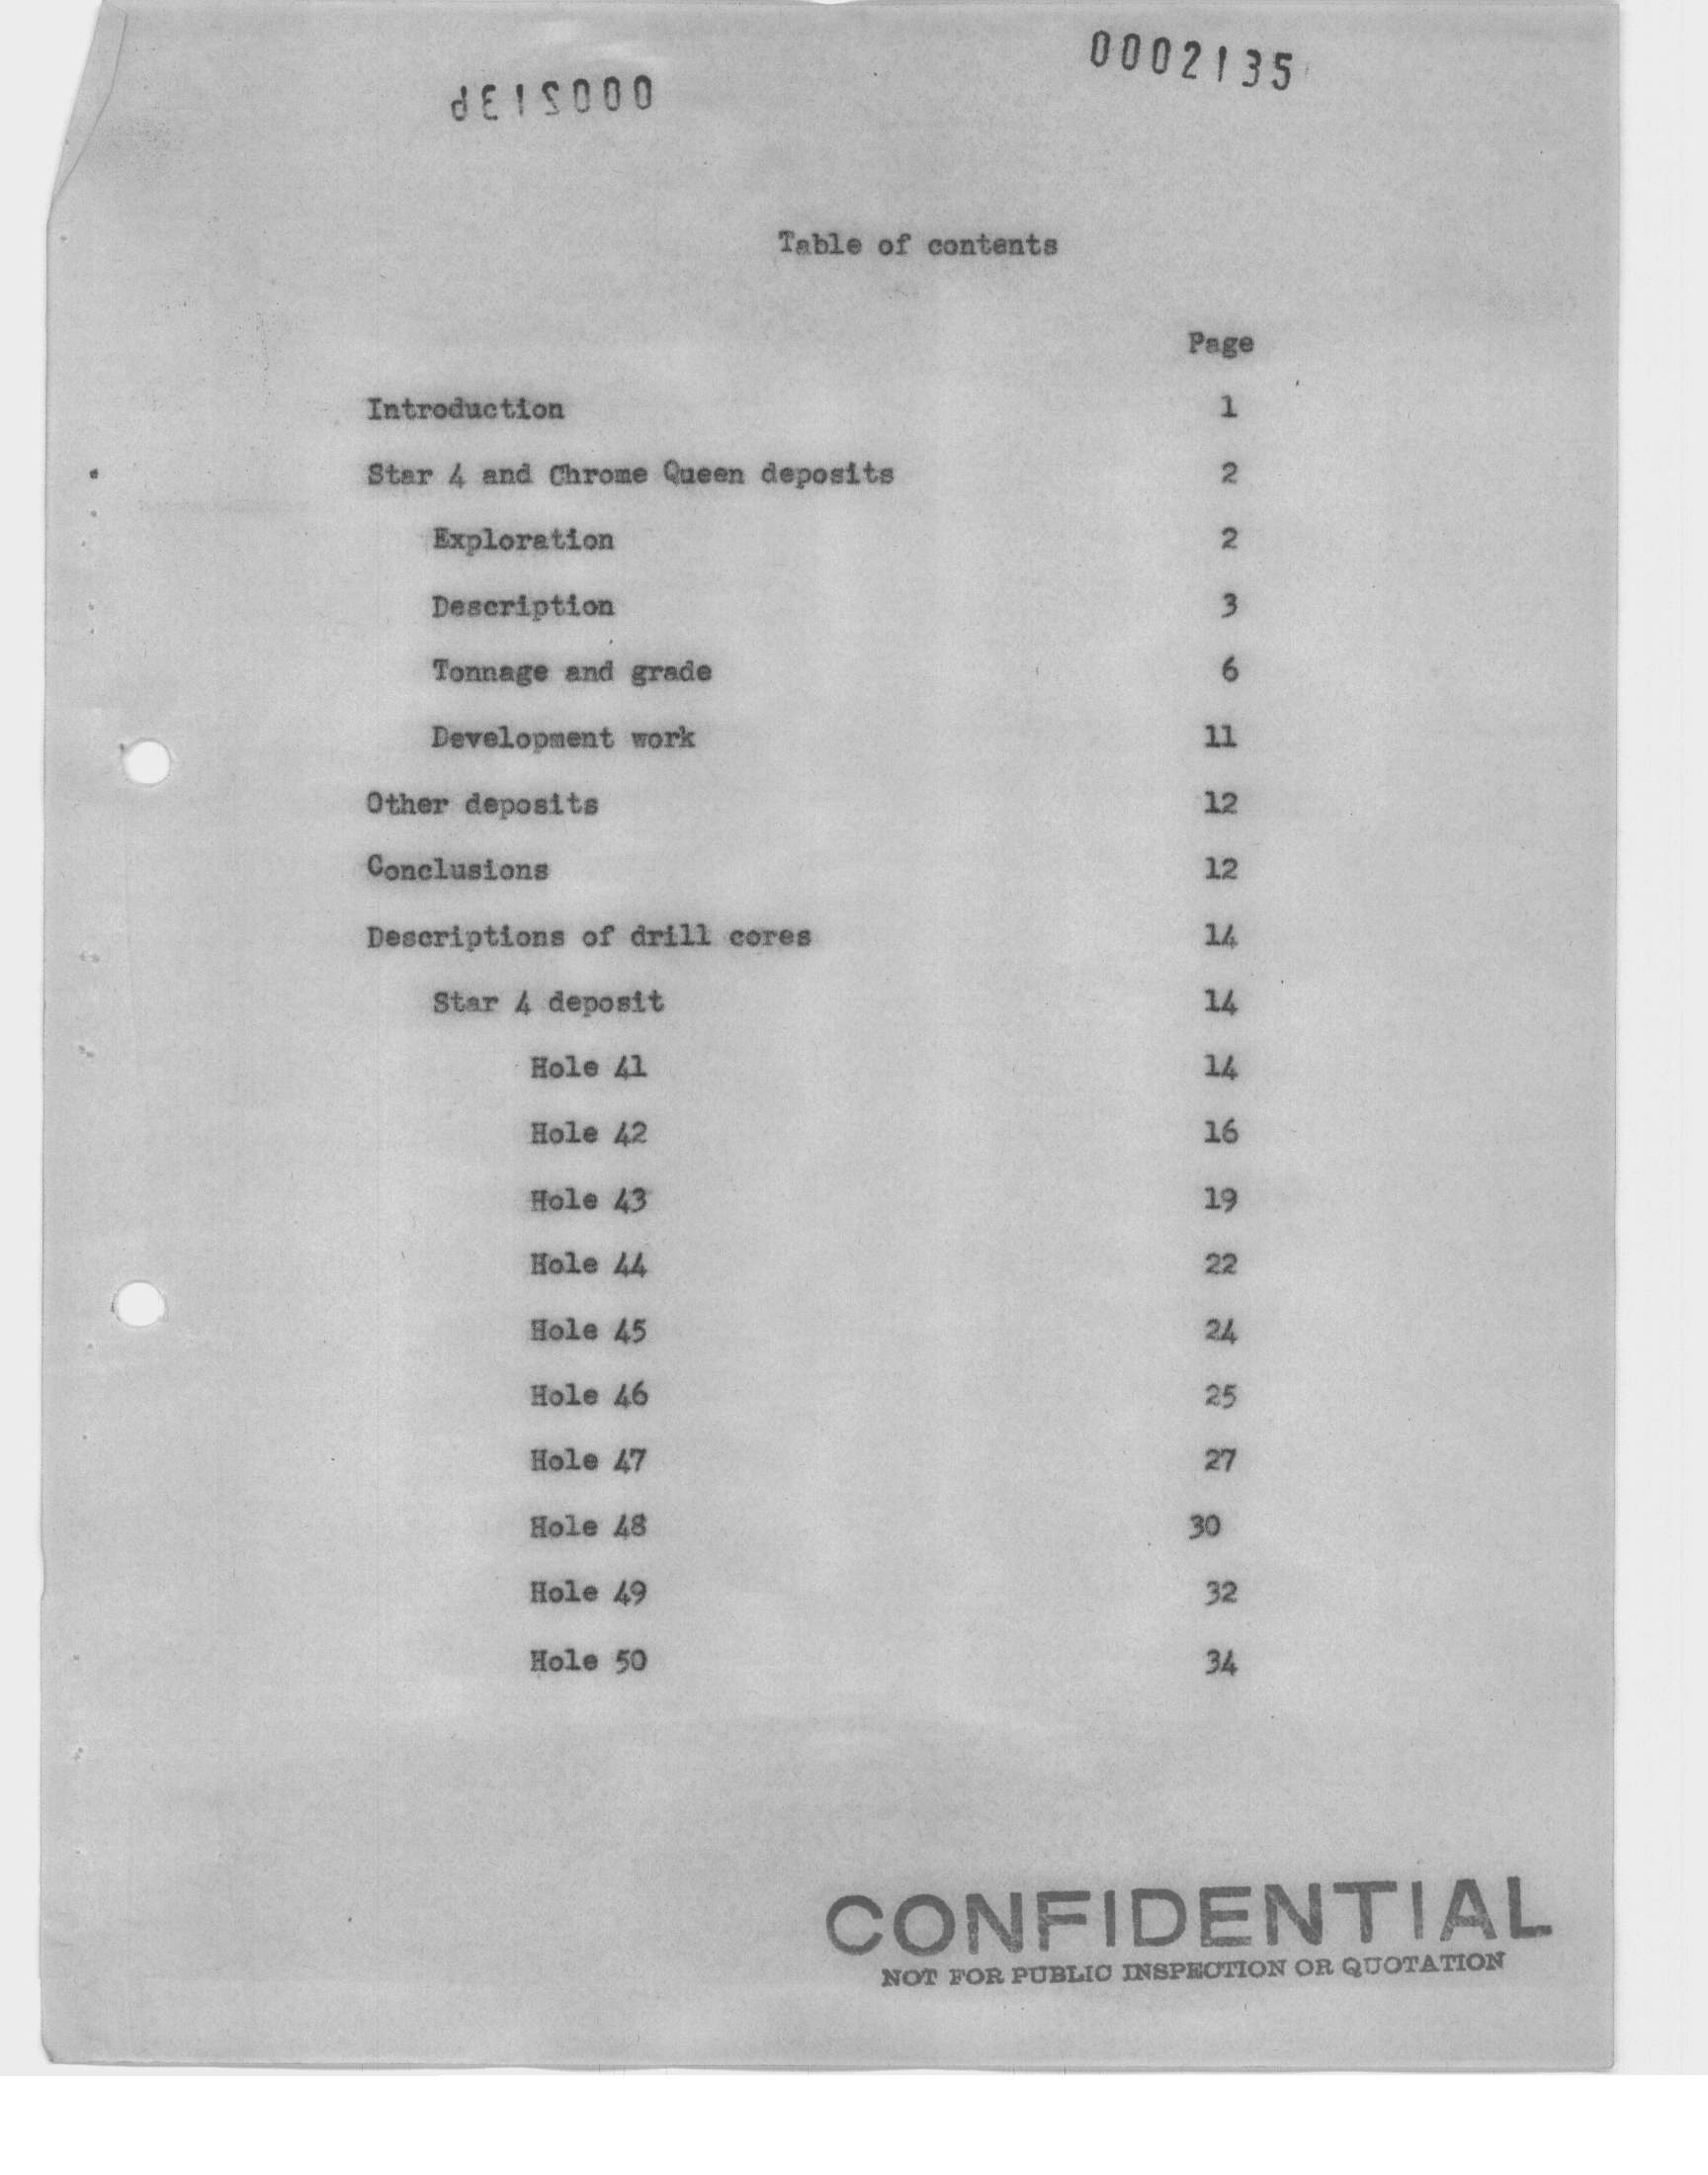 0002135
Table of contents
Page
Introduction 1
Star 4 and Chrome Queen deposits 2
Exploration 2
Description 3
Tonnage and grade 6
Development work 11
Other deposits 12
Conclusions 12
Descriptions of drill cores 14
Star 4 deposit 14
Hole 41 14
Hole 42 16
Hole 43 19
Hole 44 22
Hole 45 24
Hole 46 25
Hole 47 27
Hole 48 30
Hole 49 32
Hole 50 34
CONFIDENTIAL
NOT FOR PUBLIC INSPECTION OR QUOTATION